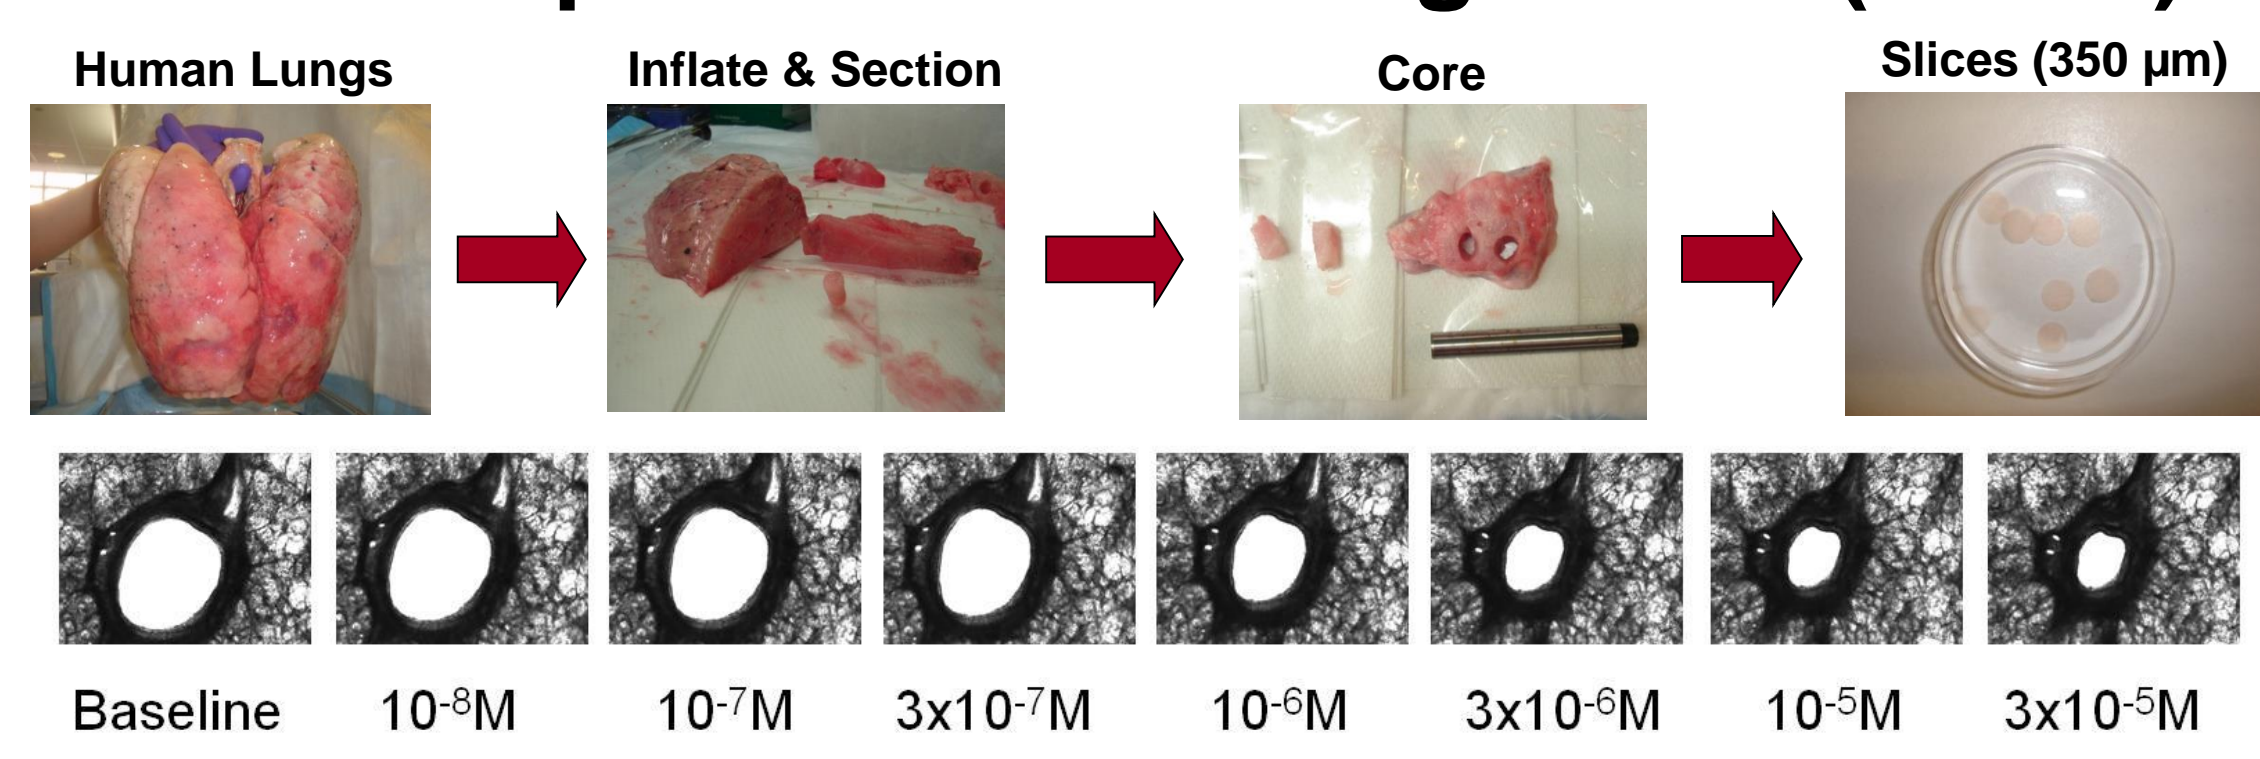 Human Lungs
Inflate & Section
Core
Slices (350 µm)
Baseline
10⁻⁸M
10⁻⁷M
3x10⁻⁷M
10⁻⁶M
3x10⁻⁶M
10⁻⁵M
3x10⁻⁵M